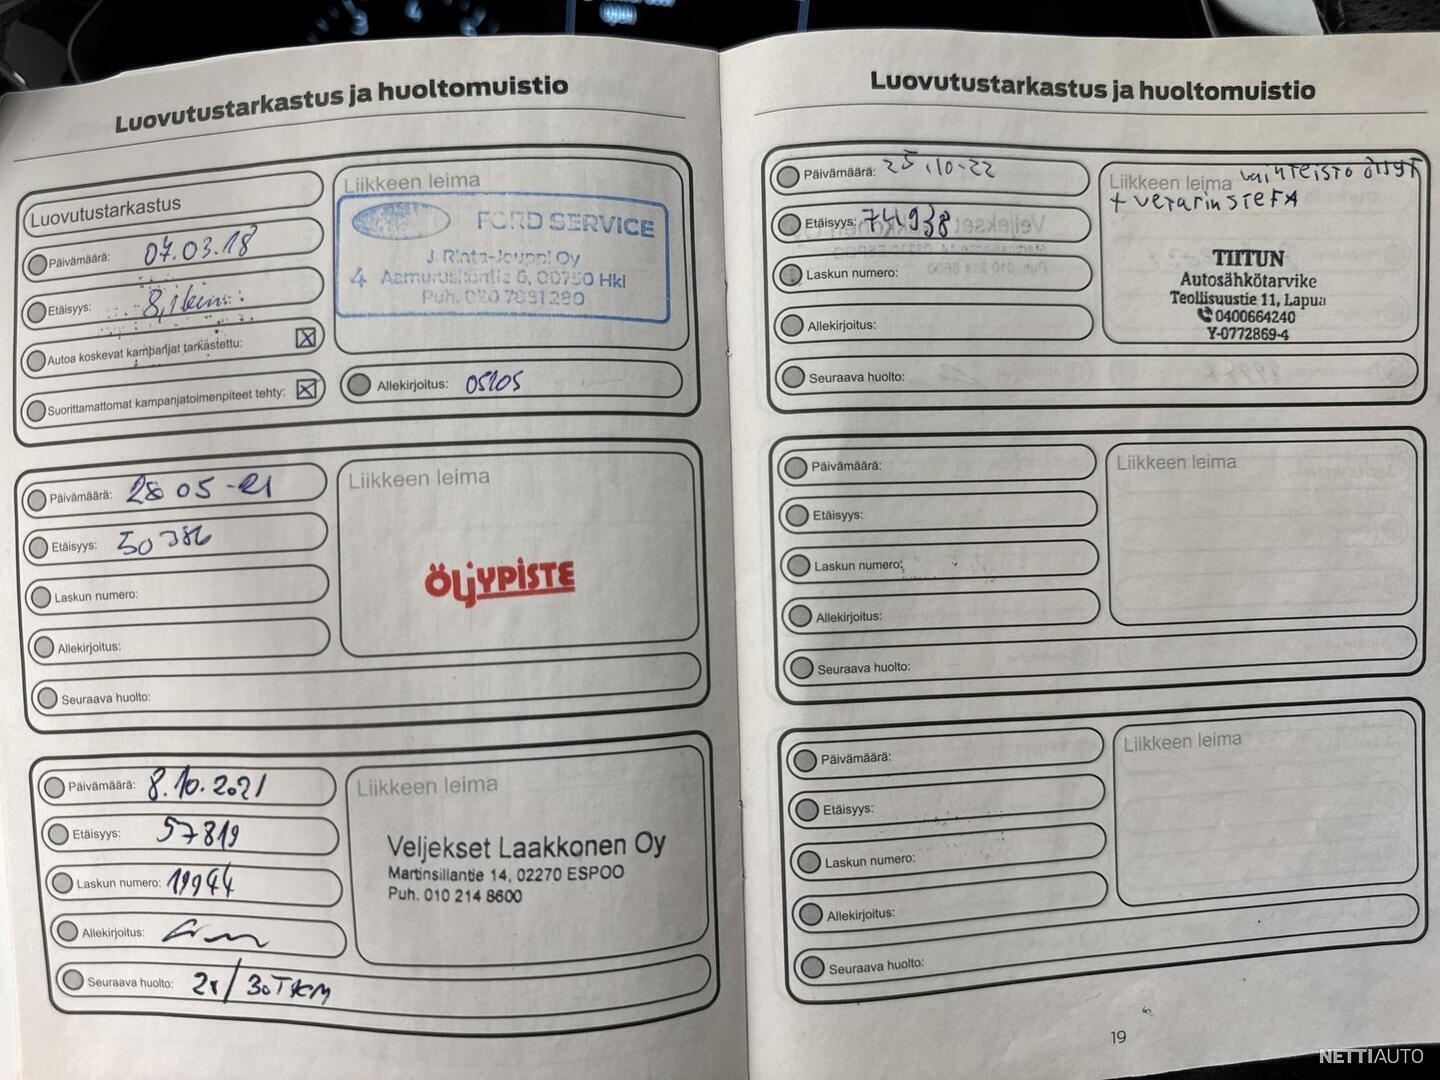 Luovutustarkastus ja huoltomuistio
Luovutustarkastus
Päivämäärä: 07.03.18
Etäisyys: 8,1 km
Autoa koskevat kampanjat tarkastettu:
Suorittamattomat kampanjatoimenpiteet tehty:
Liikkeen leima
FORD SERVICE
J. Rinta-Jouppi Oy
4 Aamuruskontie 6, 00750 Hki
Puh. 020 7881 280
Allekirjoitus: 05205
Päivämäärä: 28 05 -21
Etäisyys: 50386
Laskun numero:
Allekirjoitus:
Seuraava huolto:
Liikkeen leima
ÖljYPISTE
Päivämäärä: 8.10.2021
Etäisyys: 57819
Laskun numero: 19944
Allekirjoitus:
Seuraava huolto: 2v/30TKM
Liikkeen leima
Veljekset Laakkonen Oy
Martinsillantie 14, 02270 ESPOO
Puh. 010 214 8600
Luovutustarkastus ja huoltomuistio
Päivämäärä: 25.10-22
Etäisyys: 74938
Laskun numero:
Allekirjoitus:
Seuraava huolto:
Liikkeen leima vaihteisto öljyt
+
TIITUN
Autosähkötarvike
Teollisuustie 11, Lapua
0400664240
Y-0772869-4
Päivämäärä:
Etäisyys:
Laskun numero:
Allekirjoitus:
Seuraava huolto:
Liikkeen leima
Päivämäärä:
Etäisyys:
Laskun numero:
Allekirjoitus:
Seuraava huolto:
Liikkeen leima
19
NETTIAUTO